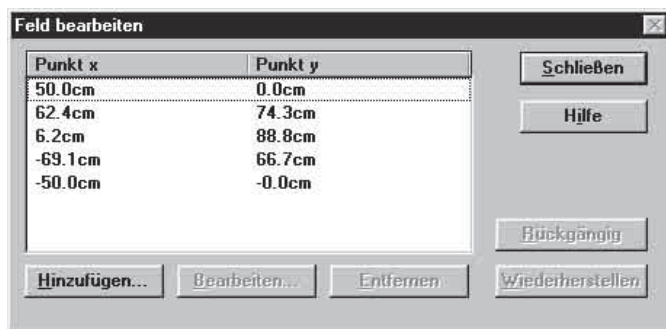 Feld bearbeiten
Punkt x Punkt y
50.0cm 0.0cm
62.4cm 74.3cm
6.2cm 88.8cm
-69.1cm 66.7cm
-50.0cm -0.0cm
Schließen
Hilfe
Rückgängig
Hinzufügen... Bearbeiten... Entfernen Wiederherstellen